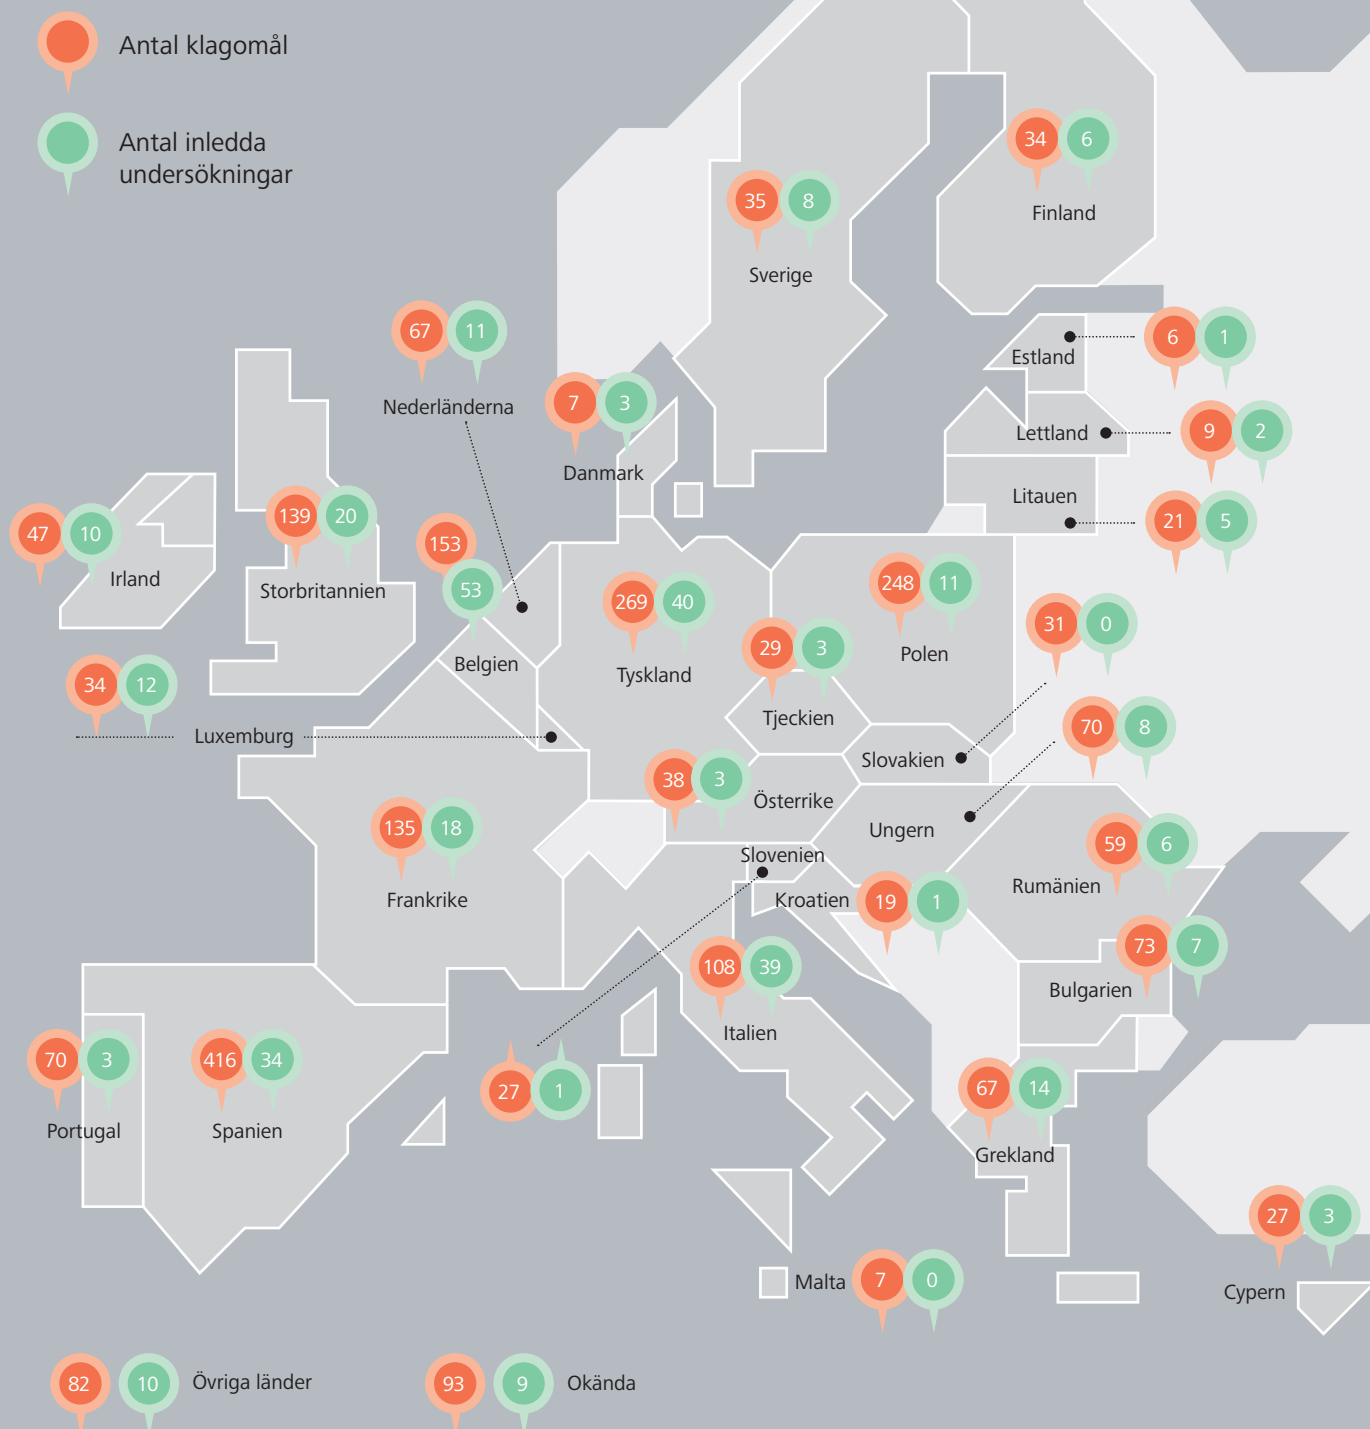 Antal klagomål
Antal inledda
undersökningar
34 6
Finland
35 8
Sverige
67 11
Nederländerna
6 1
Estland
7 3
Danmark
9 2
Lettland
Litauen
21 5
47 10
Irland
139 20
Storbritannien
153
53
Belgien
269 40
Tyskland
248 11
Polen
31 0
29 3
Tjeckien
34 12
Luxemburg
70 8
Slovakien
38 3
Österrike
135 18
Frankrike
Ungern
59 6
Rumänien
Slovenien
Kroatien 19 1
73 7
Bulgarien
108 39
Italien
70 3
Portugal
416 34
Spanien
27 1
67 14
Grekland
27 3
Cypern
Malta 7 0
82 10 Övriga länder
93 9 Okända